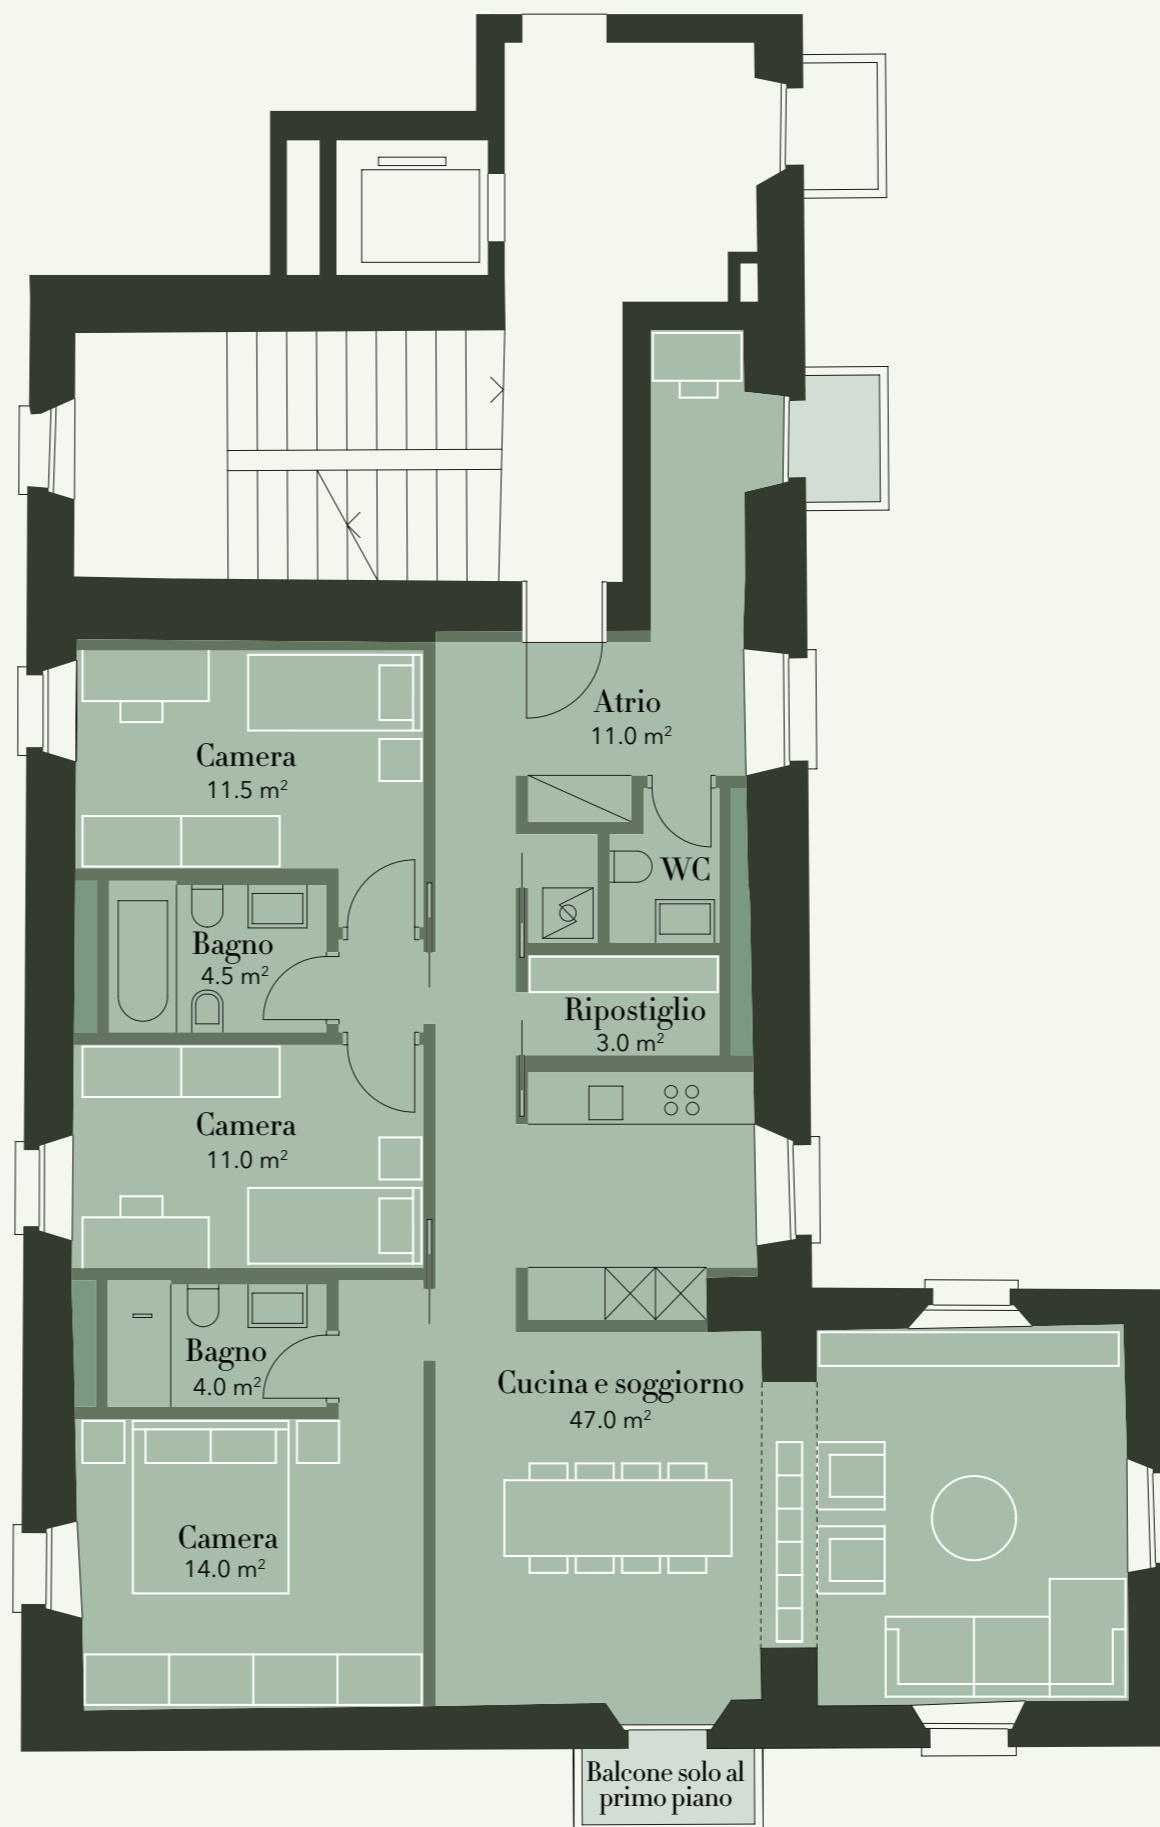 Atrio
11.0 m²
Camera
11.5 m²
WC
Bagno
4.5 m²
Ripostiglio
3.0 m²
Camera
11.0 m²
Bagno
4.0 m²
Cucina e soggiorno
47.0 m²
Camera
14.0 m²
Balcone solo al
primo piano